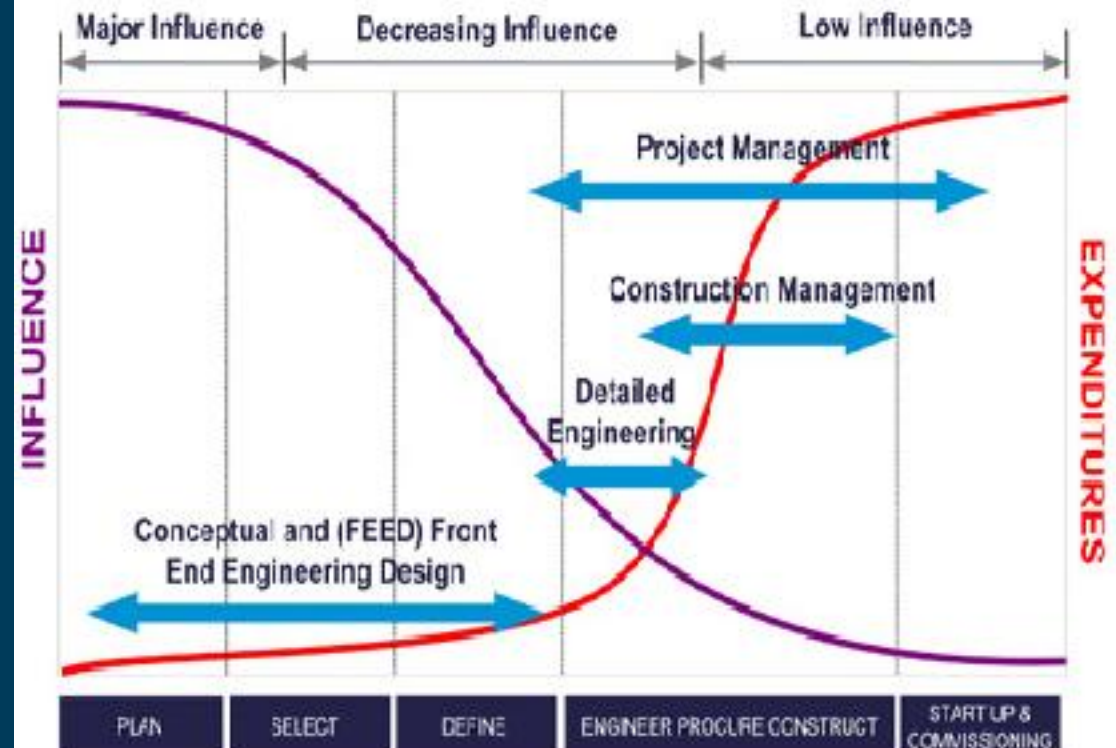 Major Influence
Decreasing Influence
Low Influence
Project Management
Construction Management
Detailed
Engineering
Conceptual and (FEED) Front
End Engineering Design
INFLUENCE
EXPENDITURES
PLAN
SELECT
DEFINE
ENGINEER PROCURE CONSTRUCT
START UP &
COMMISSIONING